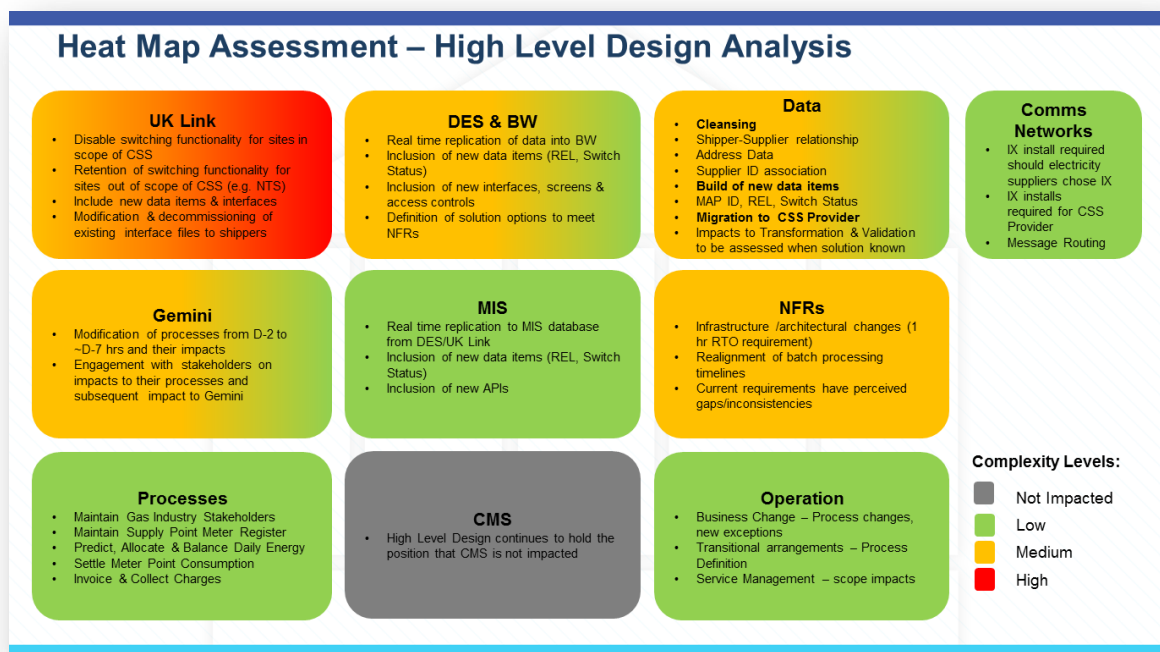 Heat Map Assessment – High Level Design Analysis
UK Link
• Disable switching functionality for sites in
scope of CSS
• Retention of switching functionality for
sites out of scope of CSS (e.g. NTS)
• Include new data items & interfaces
• Modification & decommissioning of
existing interface files to shippers
DES & BW
• Real time replication of data into BW
• Inclusion of new data items (REL, Switch
Status)
• Inclusion of new interfaces, screens &
access controls
• Definition of solution options to meet
NFRs
Data
• Cleansing
• Shipper-Supplier relationship
• Address Data
• Supplier ID association
• Build of new data items
• MAP ID, REL, Switch Status
• Migration to CSS Provider
• Impacts to Transformation & Validation
to be assessed when solution known
Comms
Networks
• IX install required
should electricity
suppliers chose IX
• IX installs
required for CSS
Provider
• Message Routing
Gemini
• Modification of processes from D-2 to
~D-7 hrs and their impacts
• Engagement with stakeholders on
impacts to their processes and
subsequent impact to Gemini
MIS
• Real time replication to MIS database
from DES/UK Link
• Inclusion of new data items (REL, Switch
Status)
• Inclusion of new APIs
NFRs
• Infrastructure /architectural changes (1
hr RTO requirement)
• Realignment of batch processing
timelines
• Current requirements have perceived
gaps/inconsistencies
Processes
• Maintain Gas Industry Stakeholders
• Maintain Supply Point Meter Register
• Predict, Allocate & Balance Daily Energy
• Settle Meter Point Consumption
• Invoice & Collect Charges
CMS
• High Level Design continues to hold the
position that CMS is not impacted
Operation
• Business Change – Process changes,
new exceptions
• Transitional arrangements – Process
Definition
• Service Management – scope impacts
Complexity Levels:
Not Impacted
Low
Medium
High